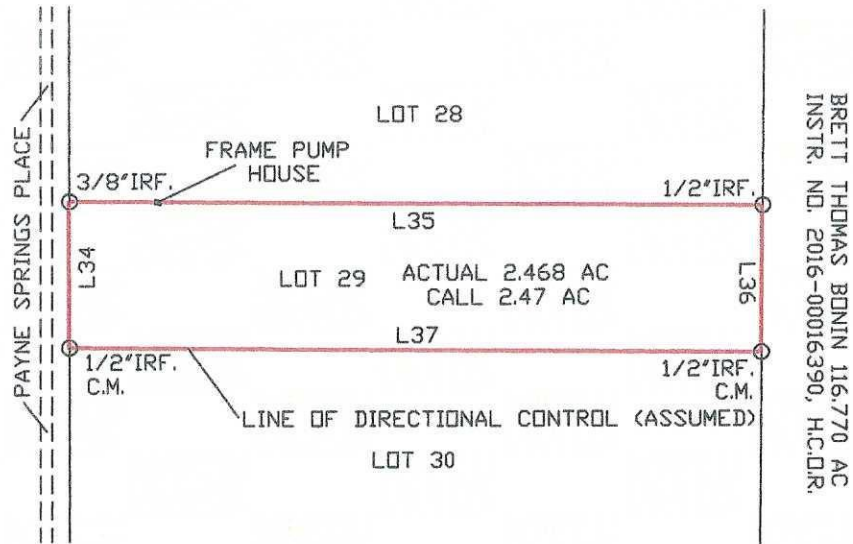 LOT 28
FRAME PUMP
HOUSE
3/8"IRF.
1/2"IRF.
L35
PAYNE SPRINGS PLACE
L34
LOT 29
ACTUAL 2.468 AC
CALL 2.47 AC
L36
L37
1/2"IRF.
C.M.
1/2"IRF.
C.M.
LINE OF DIRECTIONAL CONTROL (ASSUMED)
LOT 30
BRETT THOMAS BONIN 116.770 AC
INSTR. NO. 2016-00016390, H.C.O.R.